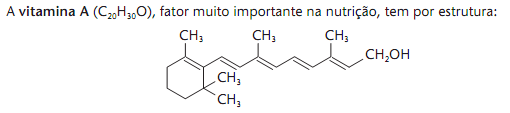 A vitamina A (C₂₀H₃₀O), fator muito importante na nutrição, tem por estrutura:
CH₃ CH₃ CH₃
CH₂OH
CH₃
CH₃